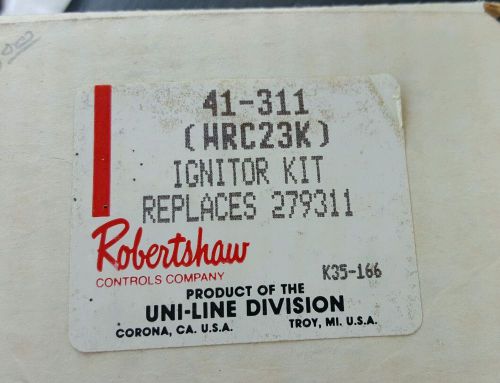 41-311
(WRC23K)
IGNITOR KIT
REPLACES 279311
Robertshaw
CONTROLS COMPANY
K35-166
PRODUCT OF THE
UNI-LINE DIVISION
CORONA, CA. U.S.A. TROY, MI. U.S.A.